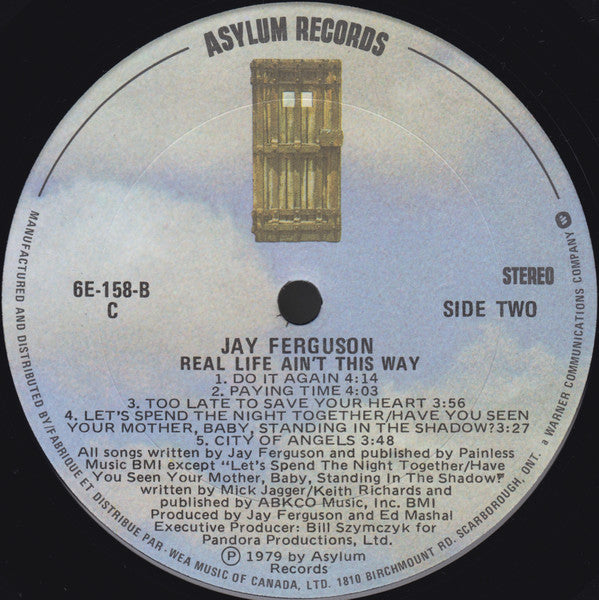 ASYLUM RECORDS
6E-158-B
C
STEREO
SIDE TWO
JAY FERGUSON
REAL LIFE AIN'T THIS WAY
1. DO IT AGAIN 4:14
2. PAYING TIME 4:03
3. TOO LATE TO SAVE YOUR HEART 3:56
4. LET'S SPEND THE NIGHT TOGETHER/HAVE YOU SEEN
YOUR MOTHER, BABY, STANDING IN THE SHADOW?3:27
5. CITY OF ANGELS 3:48
All songs written by Jay Ferguson and published by Painless
Music BMI except "Let's Spend The Night Together/Have
You Seen Your Mother, Baby, Standing In The Shadow?"
written by Mick Jagger/Keith Richards and
published by ABKCO Music, Inc. BMI
Produced by Jay Ferguson and Ed Mashal
Executive Producer: Bill Szymczyk for
Pandora Productions, Ltd.
Ⓟ 1979 by Asylum
Records
MANUFACTURED AND DISTRIBUTED BY/FABRIQUE ET DISTRIBUE PAR - WEA MUSIC OF CANADA, LTD. 1810 BIRCHMOUNT RD. SCARBOROUGH, ONT. a WARNER COMMUNICATIONS COMPANY